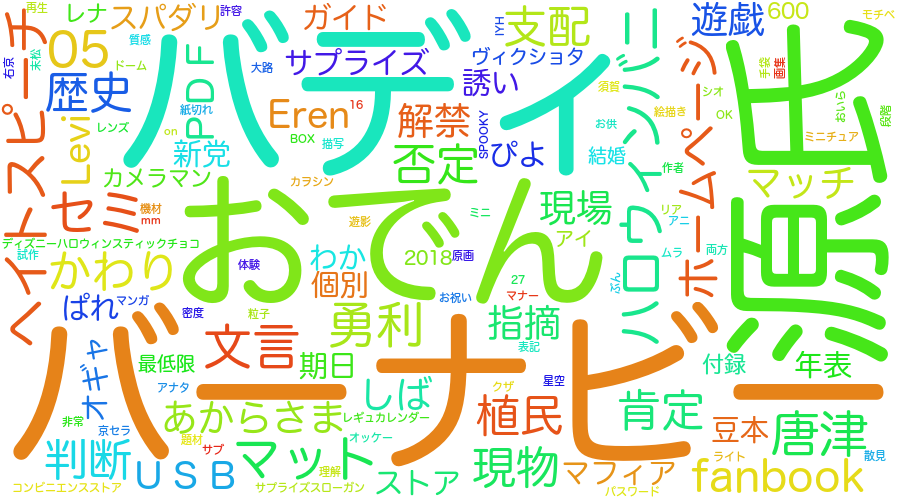 再生
レナ
スパダリ
許容
ガイド
支配
遊戯
600
モチベ
05
質感
サプライズ
IYH
ヴィクショタ
源氏
右京
末松
ドーム
PDF
バディ
大路
誘い
ハロウィンバニー
ホームページ
手袋
画集
ヘイトスピーチ
歴史
Levi
レンズ
紙切れ
Eren
16
解禁
SPOOKY
須賀
絵描き
シオ
おいら
段階
on
新党
BOX
描写
否定
ぴよ
お供
結婚
OK
ミニチュア
セミ
カメラマン
カヲシン
作者
マッチ
機材
mm
おでん
遊影
ミニ
現場
リア
アニ
ディズニーハロウィンスティックチョコ
試作
かわり
わか
2018
原画
アイ
ムラ
両方
体験
個別
27
マナー
ぶん
ぱれ
マンガ
密度
粒子
お祝い
勇利
指摘
表記
オギャ
文言
期日
最低限
バーナビー
星空
付録
年表
アナタ
しば
クザ
肯定
非常
京セラ
あからさま
レギュカレンダー
植民
豆本
唐津
題材
サブ
オッケー
判断
USB
マット
理解
ストア
現物
マフィア
ライト
散見
fanbook
コンビニエンスストア
サプライズスローガン
パスワード